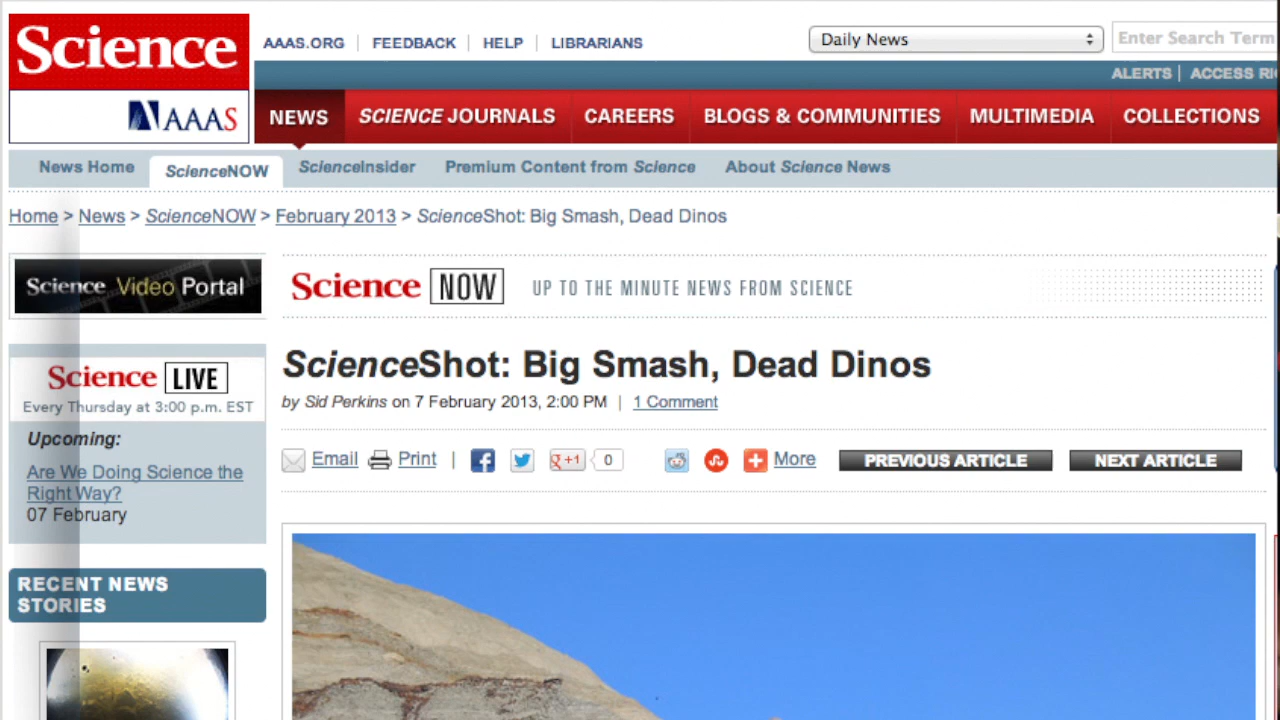 Science
AAAS
AAAS.ORG FEEDBACK HELP LIBRARIANS
Daily News
Enter Search Term
ALERTS ACCESS
NEWS SCIENCE JOURNALS CAREERS BLOGS & COMMUNITIES MULTIMEDIA COLLECTIONS
News Home ScienceNOW ScienceInsider Premium Content from Science About Science News
Home > News > ScienceNOW > February 2013 > ScienceShot: Big Smash, Dead Dinos
Science Video Portal
Science NOW UP TO THE MINUTE NEWS FROM SCIENCE
Science LIVE
Every Thursday at 3:00 p.m. EST
Upcoming:
Are We Doing Science the
Right Way?
07 February
RECENT NEWS
STORIES
ScienceShot: Big Smash, Dead Dinos
by Sid Perkins on 7 February 2013, 2:00 PM | 1 Comment
Email Print | f g+1 0 More PREVIOUS ARTICLE NEXT ARTICLE